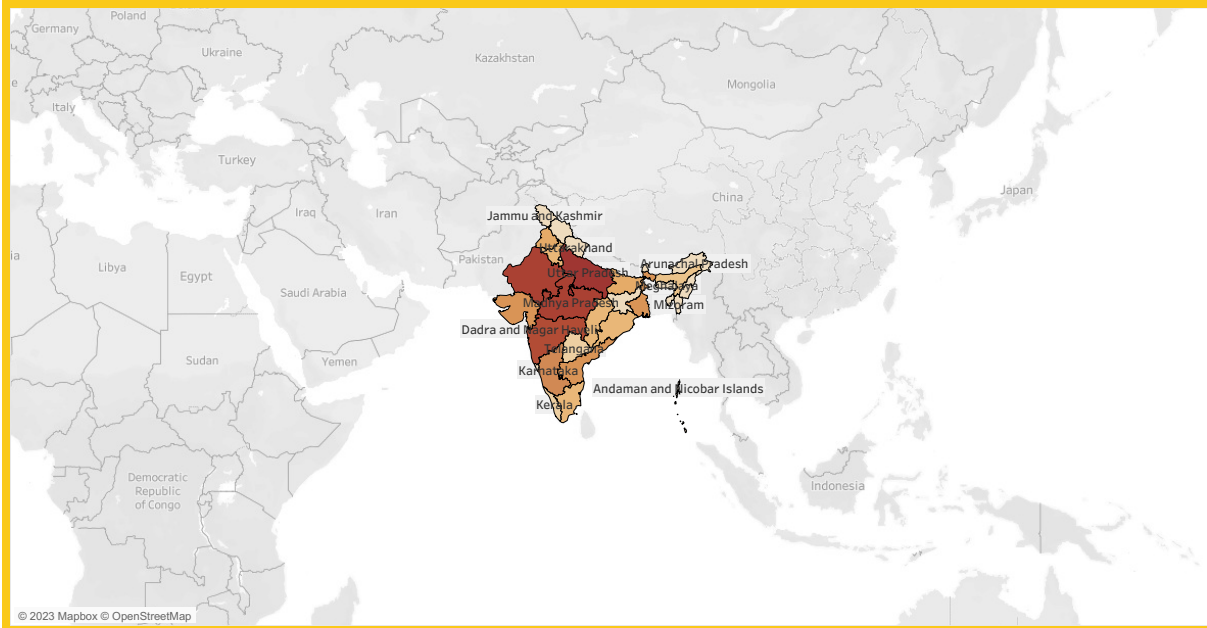 Poland
Germany
Ukraine
Kazakhstan
Mongolia
Italy
Turkey
Japan
China
Iraq
Iran
Jammu and Kashmir
Uttarakhand
Pakistan
Arunachal Pradesh
Libya
Egypt
Uttar Pradesh
Meghalaya
Saudi Arabia
Madhya Pradesh
Mizoram
Dadra and Nagar Haveli
Telangana
Sudan
Yemen
Karnataka
Andaman and Nicobar Islands
Kerala
Democratic
Republic
of Congo
Indonesia
© 2023 Mapbox © OpenStreetMap